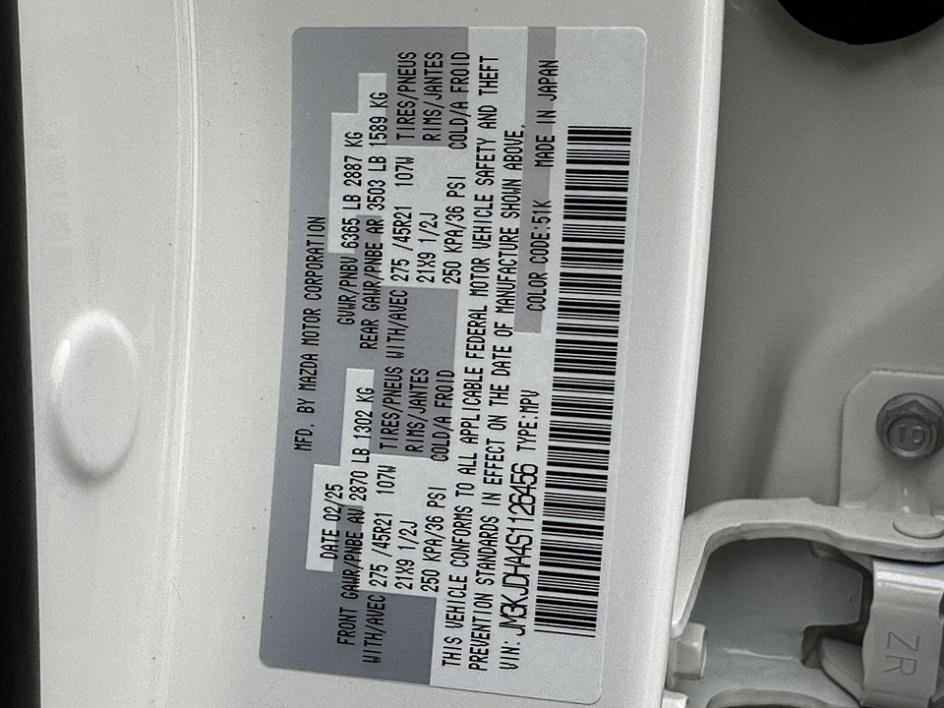 MFD. BY MAZDA MOTOR CORPORATION
DATE 02/25 GVWR/PNBV 6365 LB 2887 KG
FRONT GAWR/PNBE AV 2870 LB 1302 KG REAR GAWR/PNBE AR 3503 LB 1589 KG
WITH/AVEC 275 /45R21 107W TIRES/PNEUS WITH/AVEC 275 /45R21 107W TIRES/PNEUS
21X9 1/2J RIMS/JANTES 21X9 1/2J RIMS/JANTES
250 KPA/36 PSI COLD/A FROID 250 KPA/36 PSI COLD/A FROID
THIS VEHICLE CONFORMS TO ALL APPLICABLE FEDERAL MOTOR VEHICLE SAFETY AND THEFT
PREVENTION STANDARDS IN EFFECT ON THE DATE OF MANUFACTURE SHOWN ABOVE.
VIN: JM3KJDHA4S1126456 TYPE:MPV COLOR CODE:51K MADE IN JAPAN
10
ZR